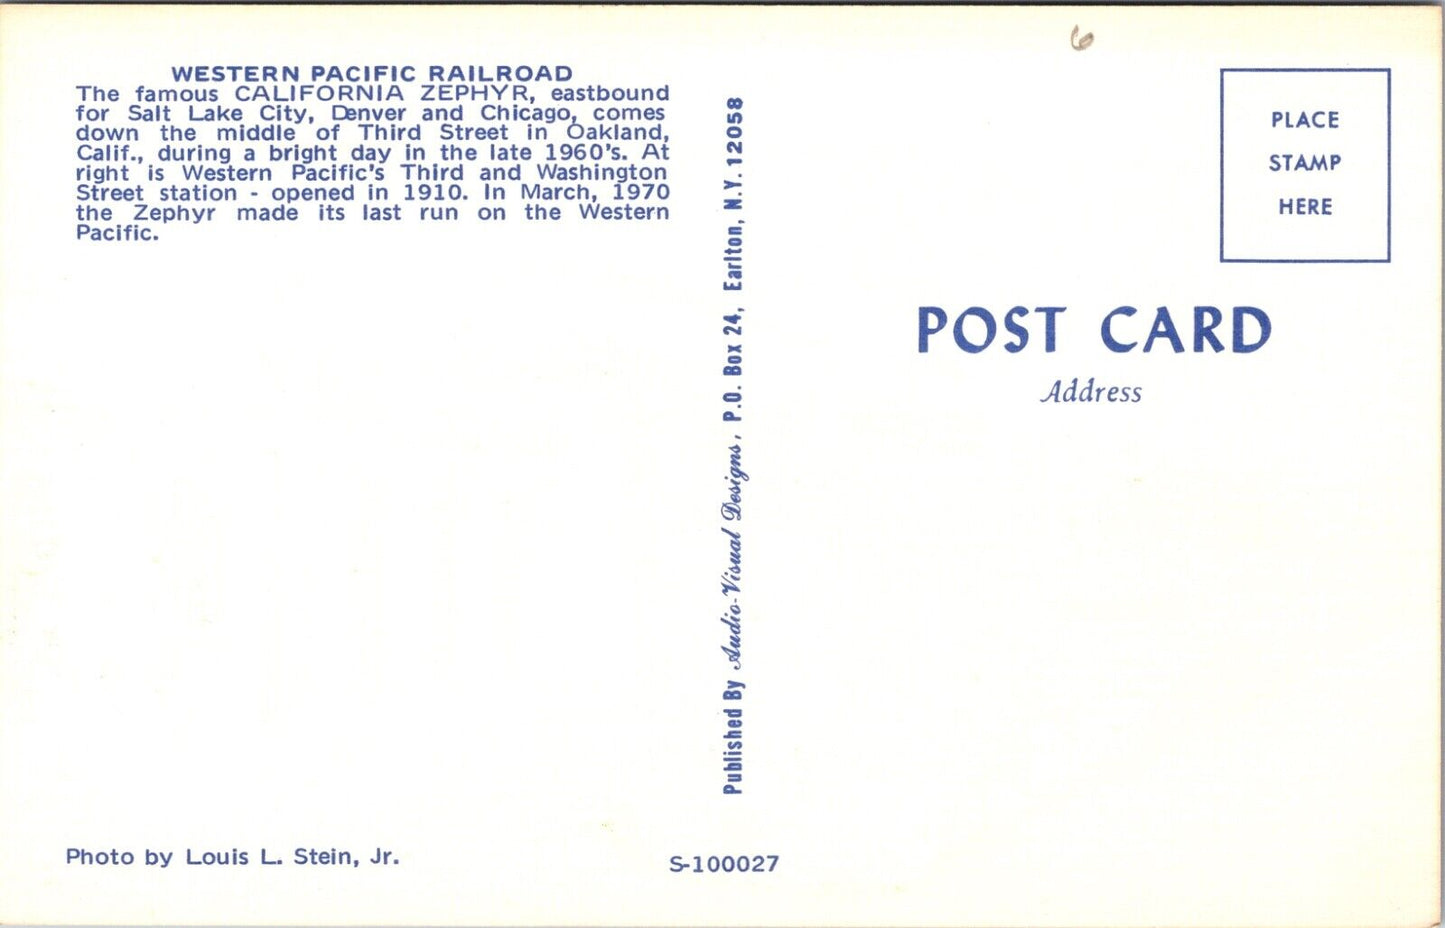 WESTERN PACIFIC RAILROAD
The famous CALIFORNIA ZEPHYR, eastbound
for Salt Lake City, Denver and Chicago, comes
down the middle of Third Street in Oakland,
Calif., during a bright day in the late 1960's. At
right is Western Pacific's Third and Washington
Street station - opened in 1910. In March, 1970
the Zephyr made its last run on the Western
Pacific.
Photo by Louis L. Stein, Jr.
Published By Audio-Visual Designs, P.O. Box 24, Earlton, N.Y. 12058
S-100027
6
PLACE
STAMP
HERE
POST CARD
Address